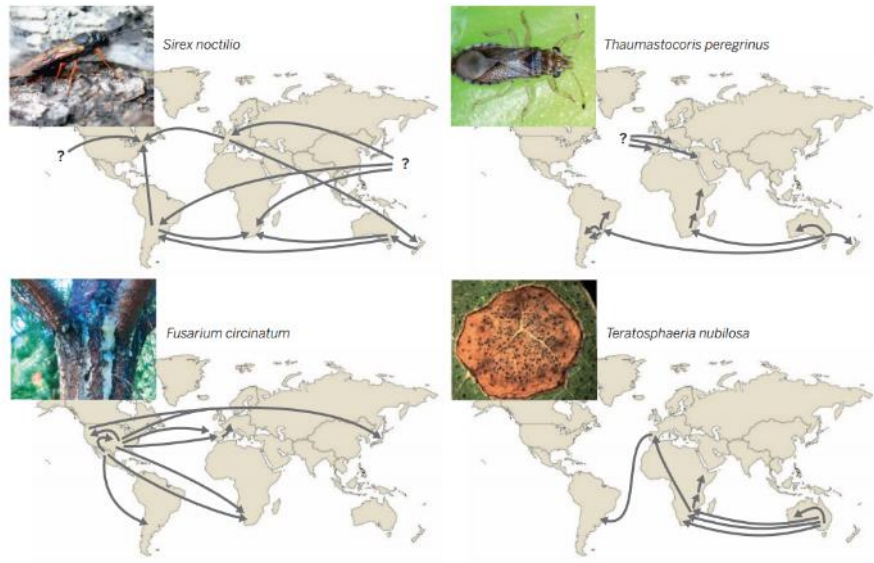 Sirex noctilio
Thaumastocoris peregrinus
?
?
?
Fusarium circinatum
Teratosphaeria nubilosa